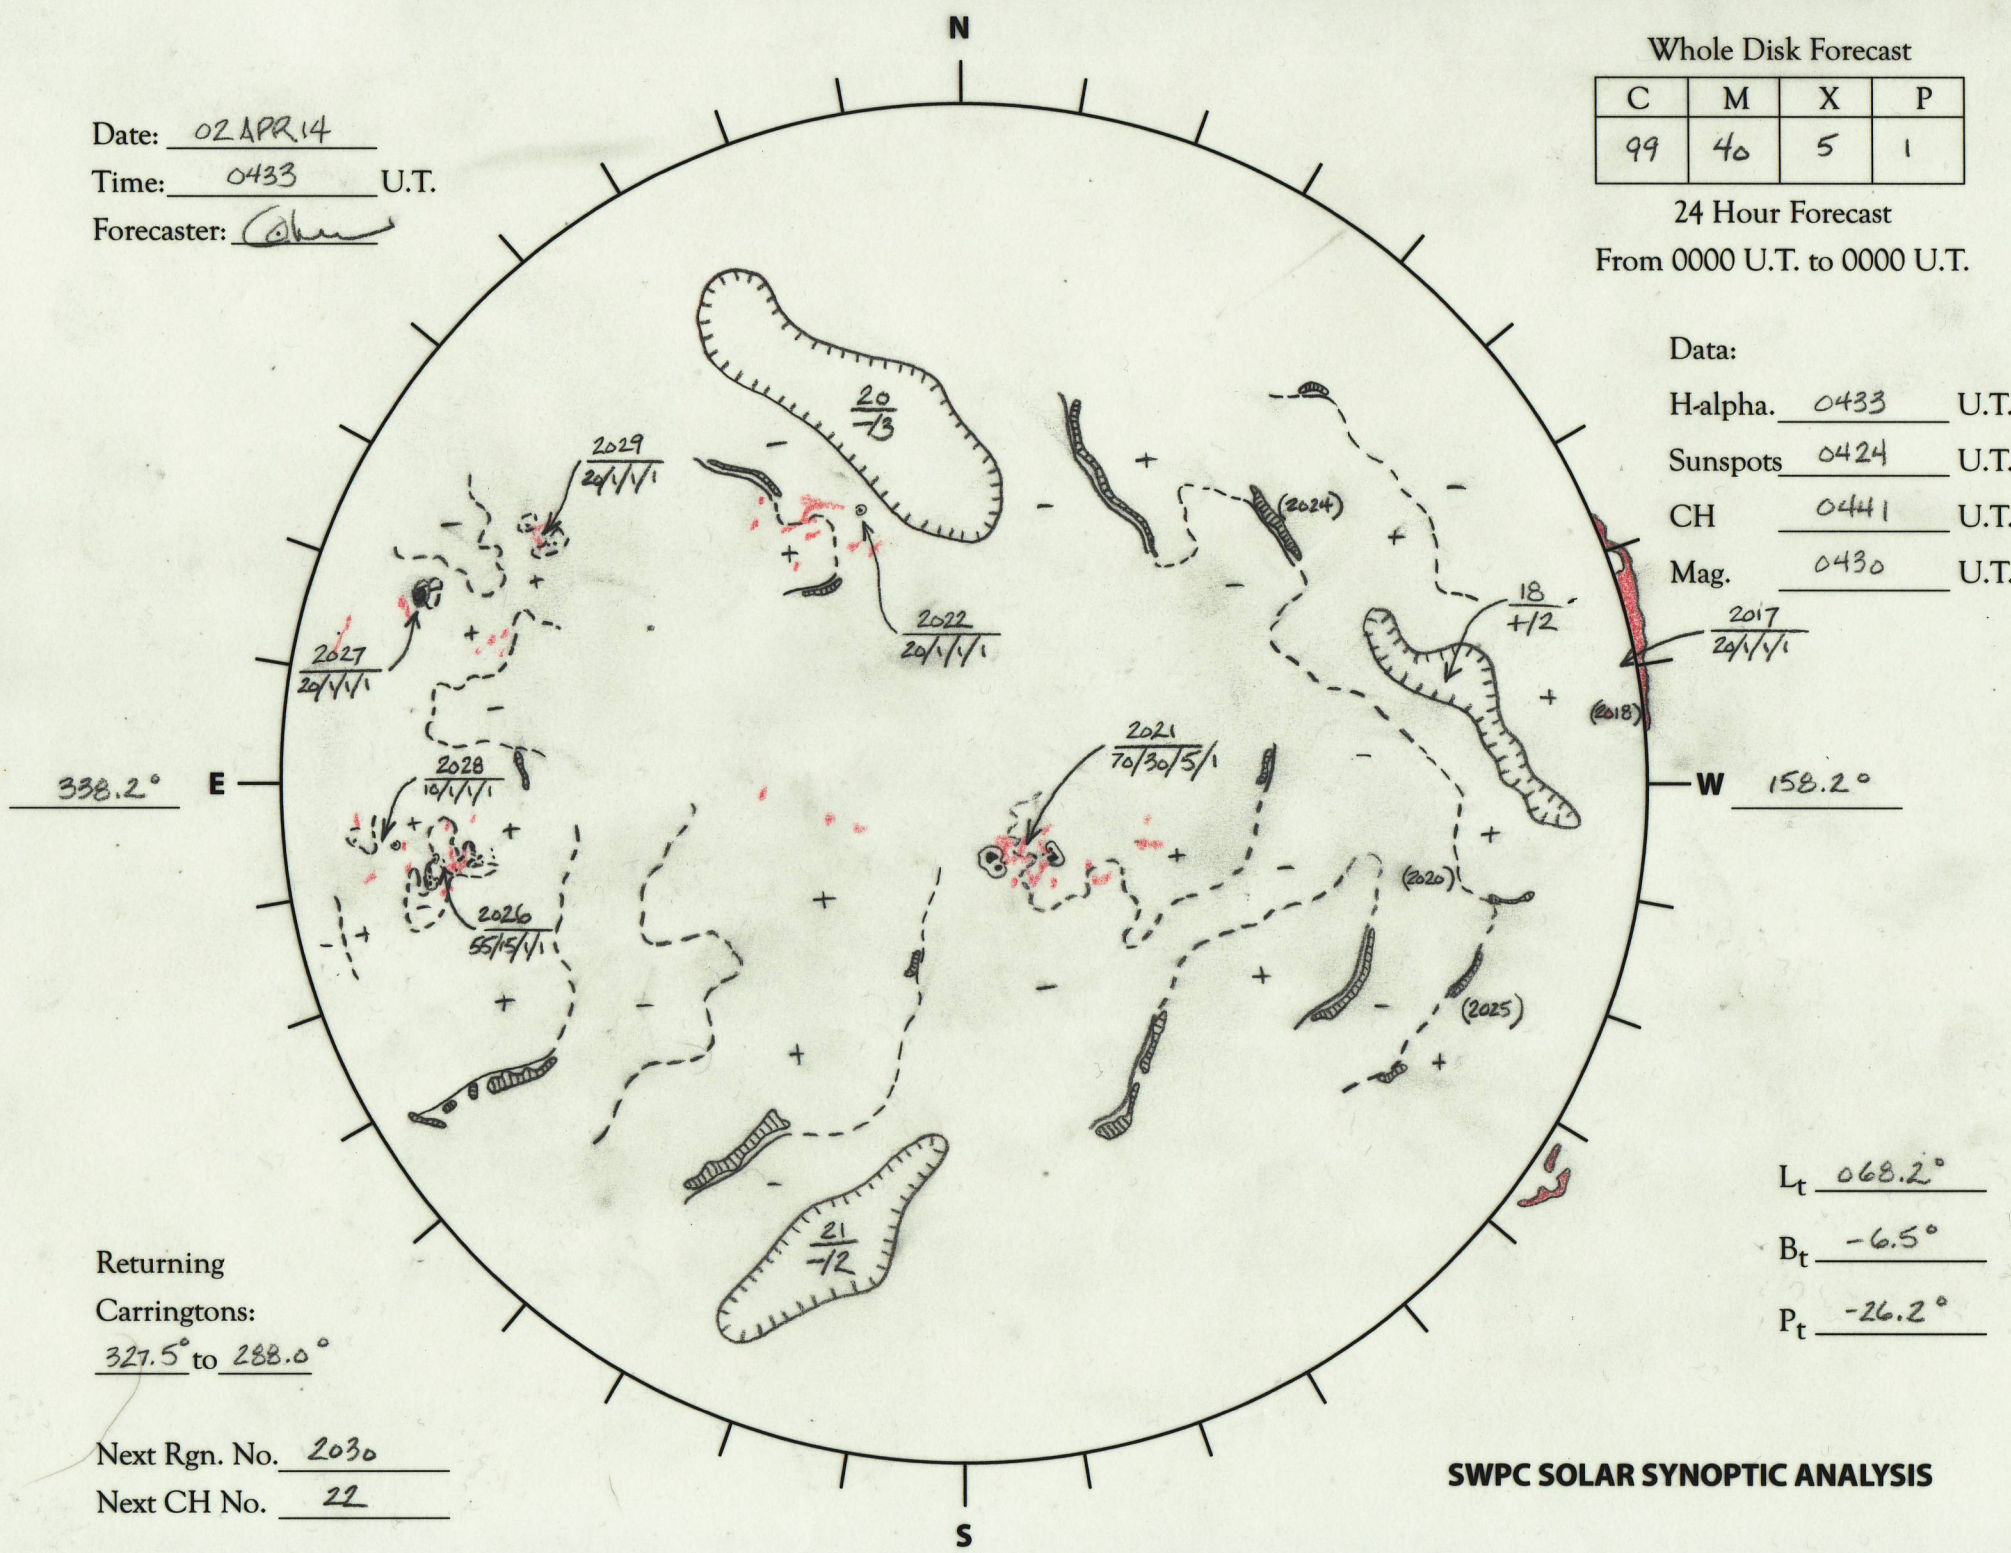 N
Whole Disk Forecast
C M X P
99 40 5 1
24 Hour Forecast
From 0000 U.T. to 0000 U.T.
Date: 02 APR 14
Time: 0433 U.T.
Forecaster:
Data:
H-alpha. 0433 U.T.
Sunspots 0424 U.T.
CH 0441 U.T.
Mag. 0430 U.T.
20
-/3
2029
20/1/1/1
(2024)
18
+/2
2017
20/1/1/1
2022
20/1/1/1
2027
20/1/1/1
(2018)
2021
70/30/5/1
2028
10/1/1/1
338.2° E
W 158.2°
(2020)
2026
55/15/1/1
(2025)
21
-/2
Lt 068.2°
Bt -6.5°
Pt -26.2°
Returning
Carringtons:
327.5° to 288.0°
Next Rgn. No. 2030
Next CH No. 22
SWPC SOLAR SYNOPTIC ANALYSIS
S